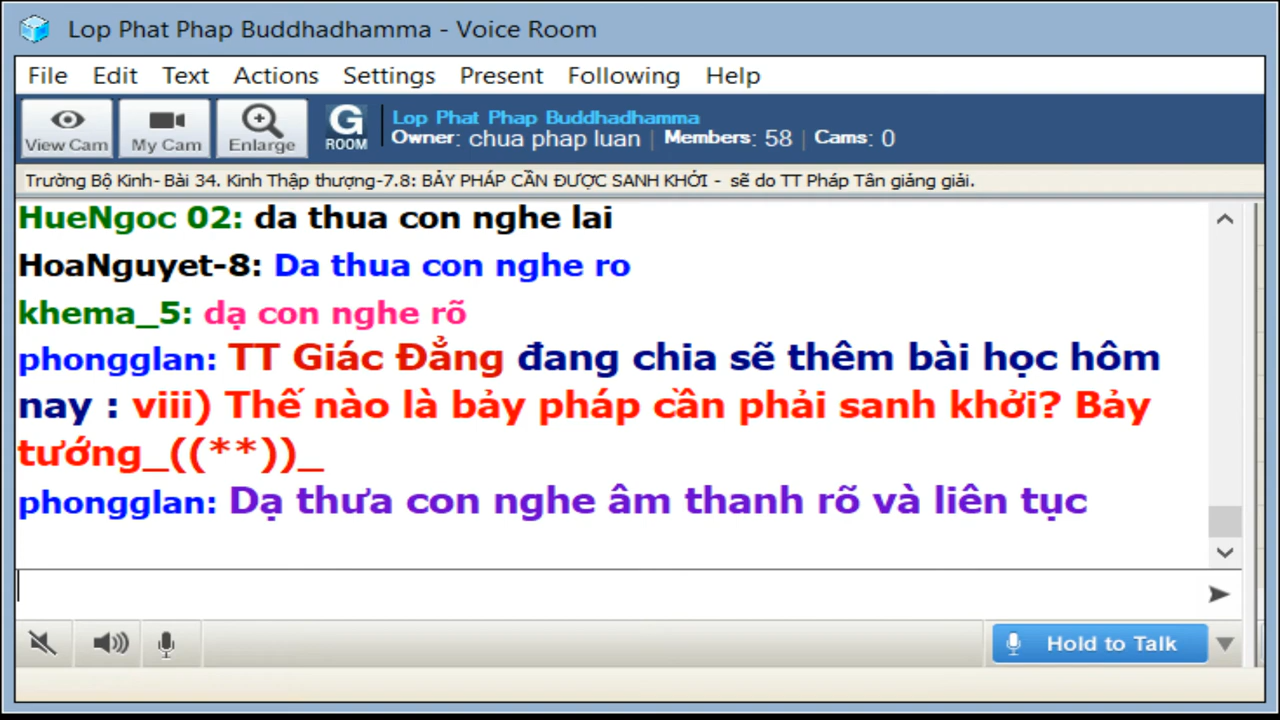 Lop Phat Phap Buddhadhamma - Voice Room
File Edit Text Actions Settings Present Following Help
View Cam My Cam Enlarge G ROOM
Lop Phat Phap Buddhadhamma
Owner: chua phap luan | Members: 58 | Cams: 0
Trường Bộ Kinh- Bài 34. Kinh Thập thượng-7.8: BẢY PHÁP CẦN ĐƯỢC SANH KHỞI - sẽ do TT Pháp Tân giảng giải.
HueNgoc 02: da thua con nghe lai
HoaNguyet-8: Da thua con nghe ro
khema_5: dạ con nghe rõ
phongglan: TT Giác Đẳng đang chia sẽ thêm bài học hôm
nay : viii) Thế nào là bảy pháp cần phải sanh khởi? Bảy
tướng_((**))_
phongglan: Dạ thưa con nghe âm thanh rõ và liên tục
Hold to Talk